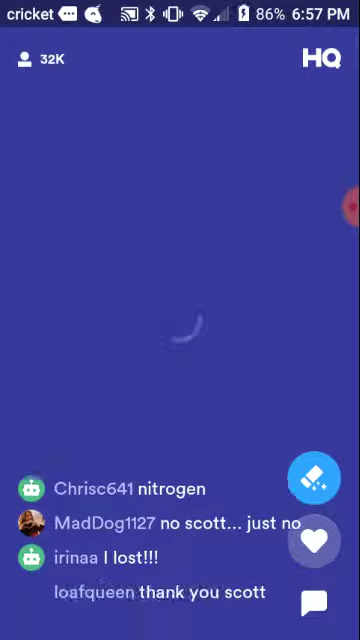 cricket 86% 6:57 PM
32K HQ
Chrisc641 nitrogen
MadDog1127 no scott... just no
irinaa I lost!!!
loafqueen thank you scott